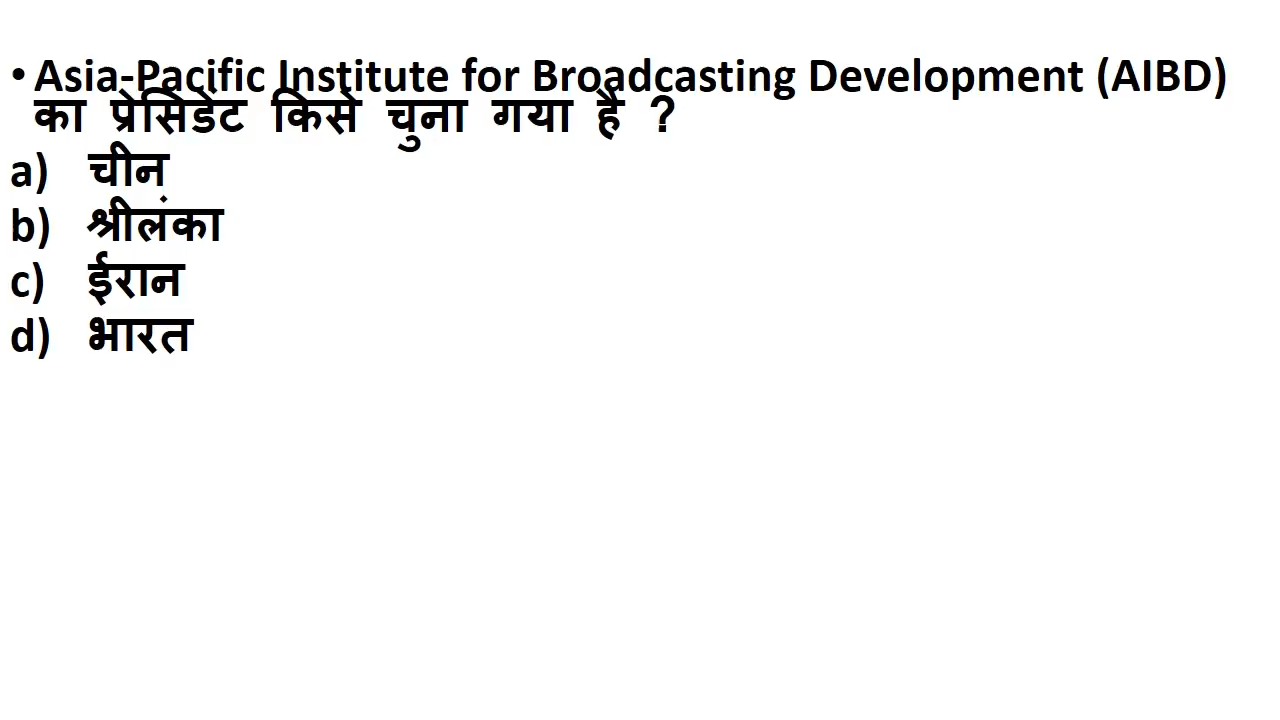 • Asia-Pacific Institute for Broadcasting Development (AIBD)
का प्रेसिडेंट किसे चुना गया है ?
a) चीन
b) श्रीलंका
c) ईरान
d) भारत